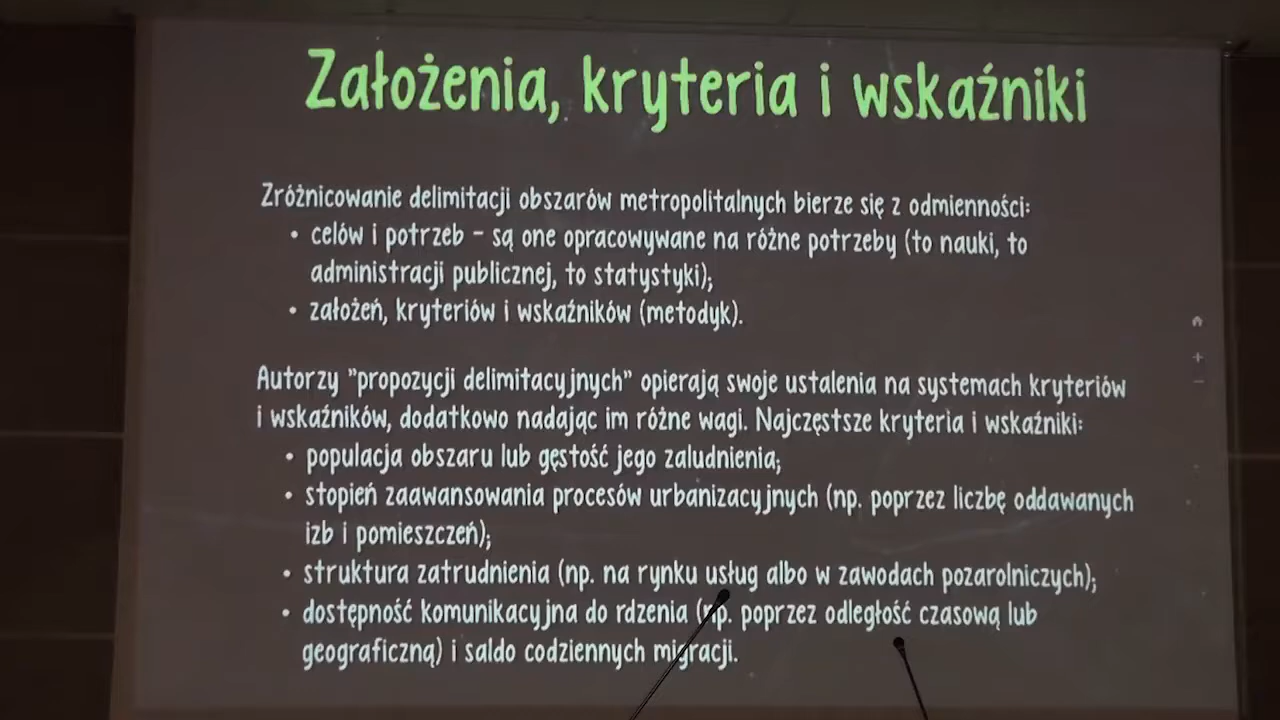 Założenia, kryteria i wskaźniki
Zróżnicowanie delimitacji obszarów metropolitalnych bierze się z odmienności:
• celów i potrzeb - są one opracowywane na różne potrzeby (to nauki, to
administracji publicznej, to statystyki);
• założeń, kryteriów i wskaźników (metodyk).
Autorzy "propozycji delimitacyjnych" opierają swoje ustalenia na systemach kryteriów
i wskaźników, dodatkowo nadając im różne wagi. Najczęstsze kryteria i wskaźniki:
• populacja obszaru lub gęstość jego zaludnienia;
• stopień zaawansowania procesów urbanizacyjnych (np. poprzez liczbę oddawanych
izb i pomieszczeń);
• struktura zatrudnienia (np. na rynku usług albo w zawodach pozarolniczych);
• dostępność komunikacyjna do rdzenia (np. poprzez odległość czasową lub
geograficzną) i saldo codziennych migracji.